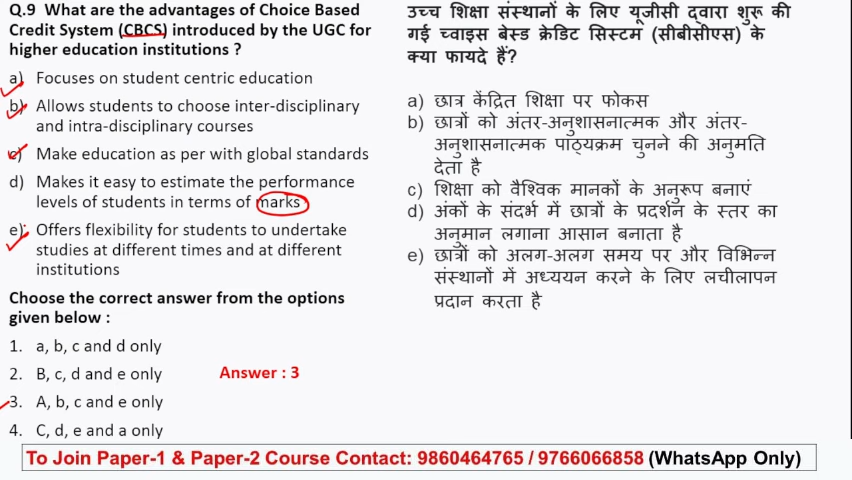 Q.9 What are the advantages of Choice Based
Credit System (CBCS) introduced by the UGC for
higher education institutions ?
a) Focuses on student centric education
b) Allows students to choose inter-disciplinary
and intra-disciplinary courses
c) Make education as per with global standards
d) Makes it easy to estimate the performance
levels of students in terms of marks
e) Offers flexibility for students to undertake
studies at different times and at different
institutions
Choose the correct answer from the options
given below :
1. a, b, c and d only
2. B, c, d and e only
Answer : 3
3. A, b, c and e only
4. C, d, e and a only
उच्च शिक्षा संस्थानों के लिए यूजीसी द्वारा शुरू की
गई च्वाइस बेस्ड क्रेडिट सिस्टम (सीबीसीएस) के
क्या फायदे हैं?
a) छात्र केंद्रित शिक्षा पर फोकस
b) छात्रों को अंतर-अनुशासनात्मक और अंतर-
अनुशासनात्मक पाठ्यक्रम चुनने की अनुमति
देता है
c) शिक्षा को वैश्विक मानकों के अनुरूप बनाएं
d) अंकों के संदर्भ में छात्रों के प्रदर्शन के स्तर का
अनुमान लगाना आसान बनाता है
e) छात्रों को अलग-अलग समय पर और विभिन्न
संस्थानों में अध्ययन करने के लिए लचीलापन
प्रदान करता है
To Join Paper-1 & Paper-2 Course Contact: 9860464765 / 9766066858 (WhatsApp Only)